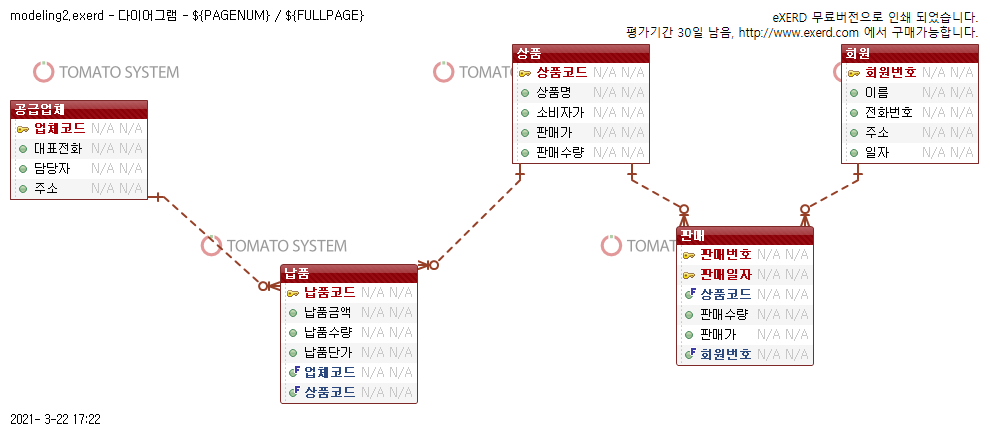 modeling2,exerd - 다이어그램 - ${PAGENUM} / ${FULLPAGE}
eXERD 무료버전으로 인쇄 되었습니다.
평가기간 30일 남음, http://www.exerd.com 에서 구매가능합니다.
TOMATO SYSTEM
TOMATO
공급업체
업체코드 N/A N/A
대표전화 N/A N/A
담당자 N/A N/A
주소 N/A N/A
상품
상품코드 N/A N/A
상품명 N/A N/A
소비자가 N/A N/A
판매가 N/A N/A
판매수량 N/A N/A
회원
회원번호 N/A N/A
이름 N/A N/A
전화번호 N/A N/A
주소 N/A N/A
일자 N/A N/A
TOMATO SYSTEM
TOMAT
납품
납품코드 N/A N/A
납품금액 N/A N/A
납품수량 N/A N/A
납품단가 N/A N/A
F 업체코드 N/A N/A
F 상품코드 N/A N/A
판매
판매번호 N/A N/A
판매일자 N/A N/A
F 상품코드 N/A N/A
판매수량 N/A N/A
판매가 N/A N/A
F 회원번호 N/A N/A
2021- 3-22 17:22